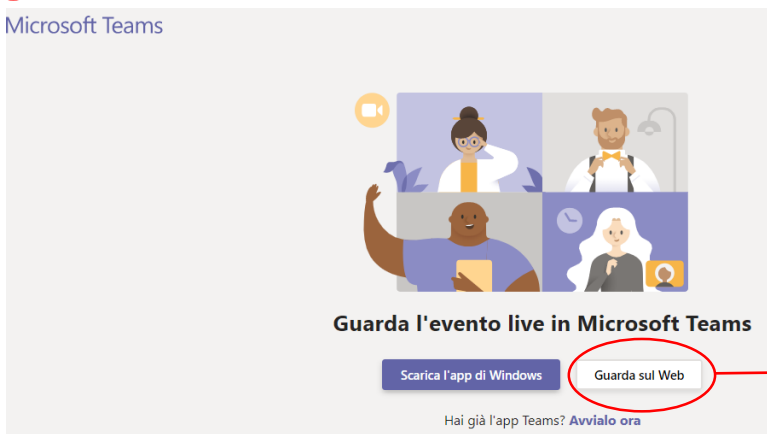 Microsoft Teams
Guarda l'evento live in Microsoft Teams
Scarica l'app di Windows
Guarda sul Web
Hai già l'app Teams? Avvialo ora